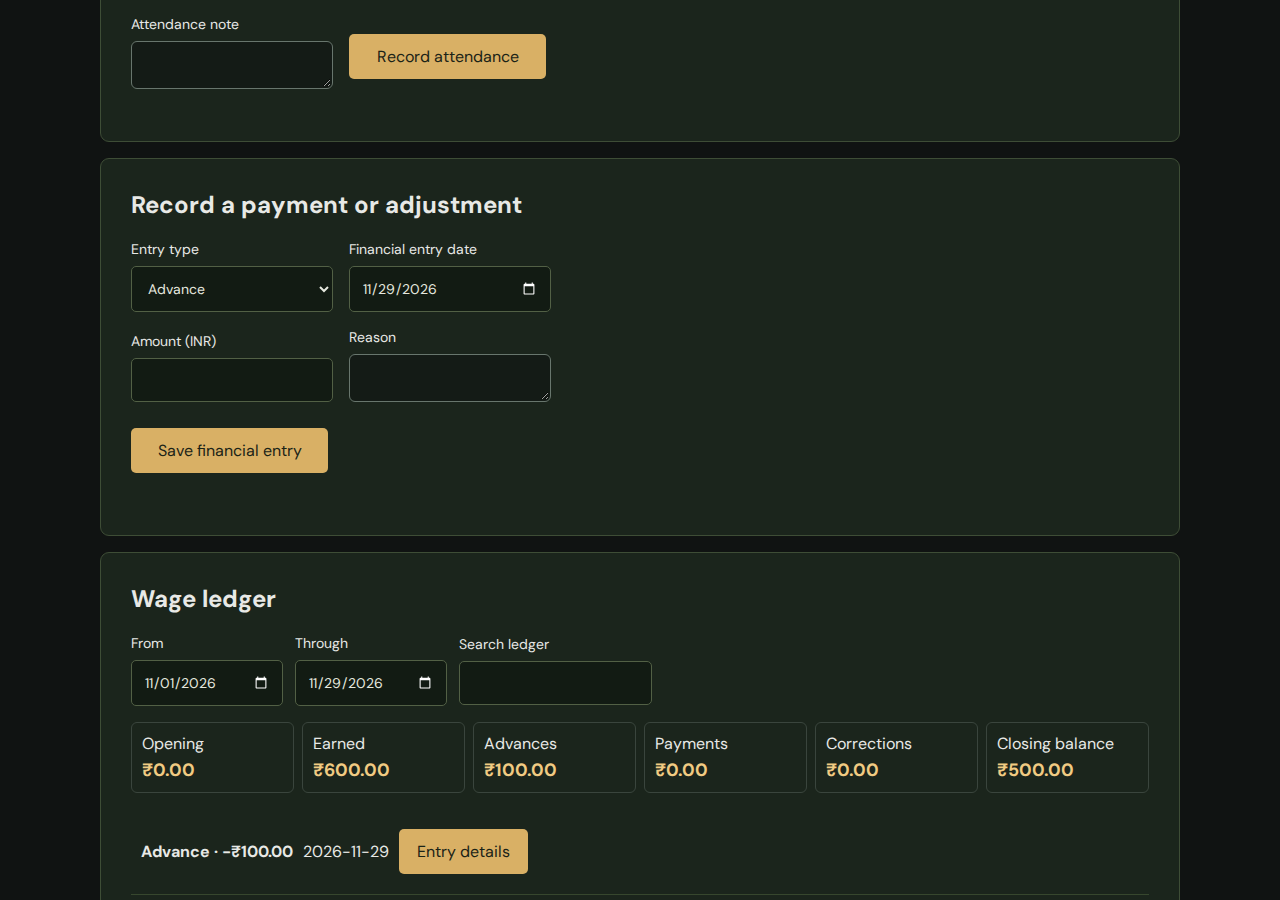 Attendance note
Record attendance
Record a payment or adjustment
Entry type Financial entry date
Advance 11/29/2026
Amount (INR) Reason
Save financial entry
Wage ledger
From Through Search ledger
11/01/2026 11/29/2026
Opening Earned Advances Payments Corrections Closing balance
₹0.00 ₹600.00 ₹100.00 ₹0.00 ₹0.00 ₹500.00
Advance · -₹100.00 2026-11-29 Entry details